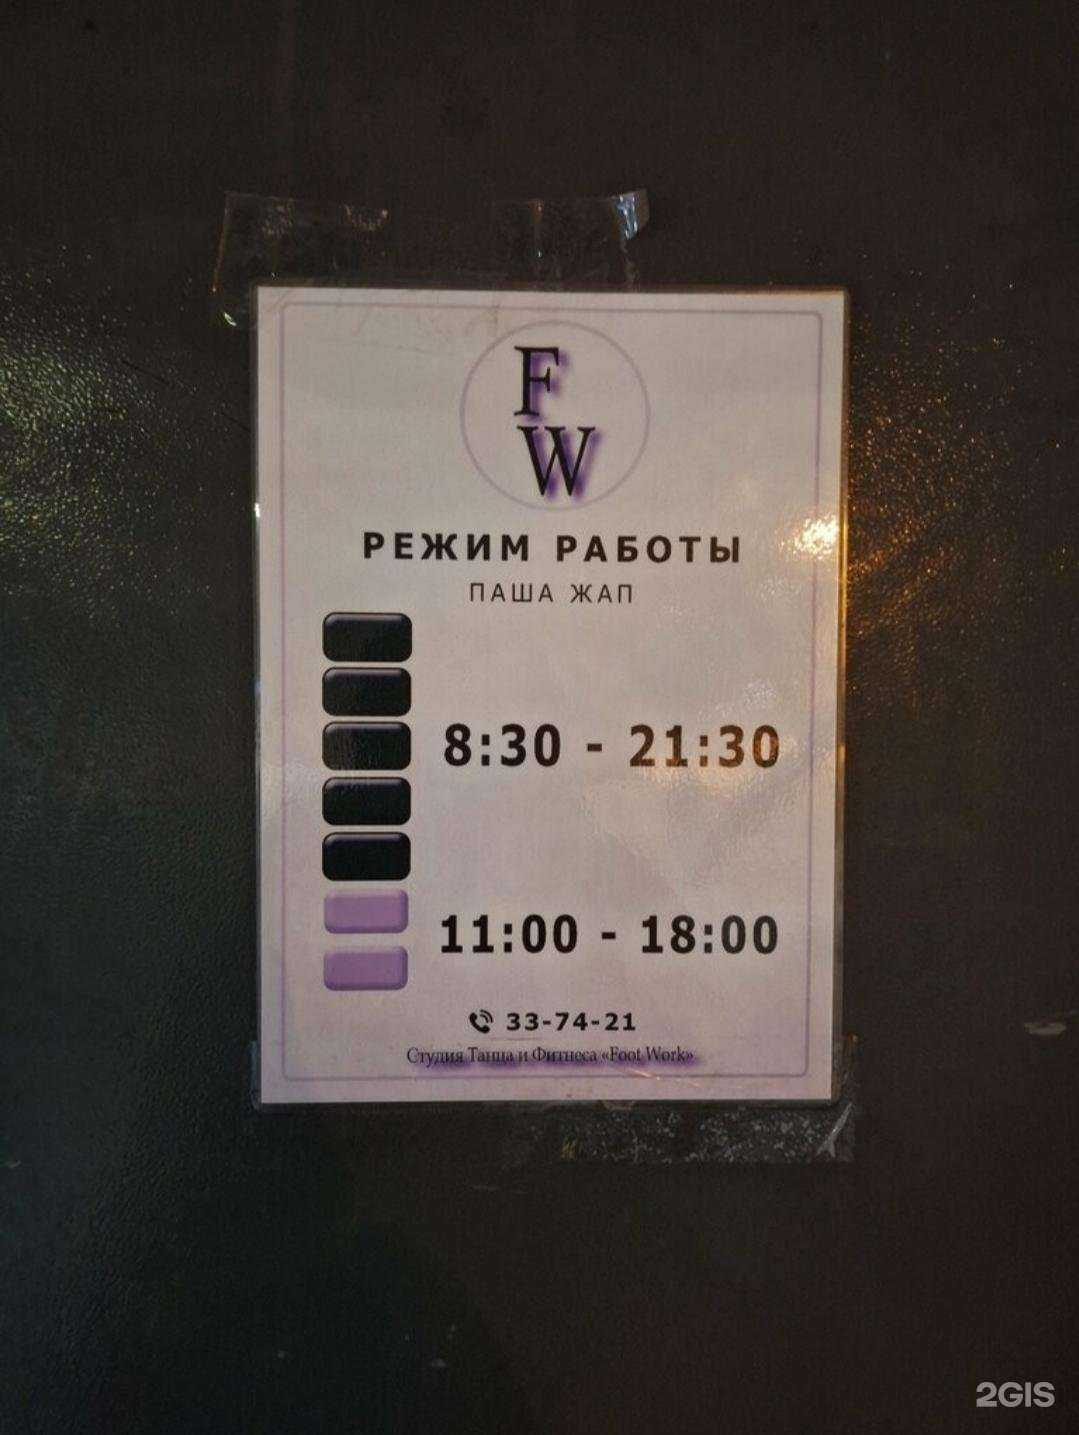 F
W
РЕЖИМ РАБОТЫ
ПАША ЖАП
8:30 - 21:30
11:00 - 18:00
33-74-21
Студия Танца и Фитнеса «Foot Work»
2GIS